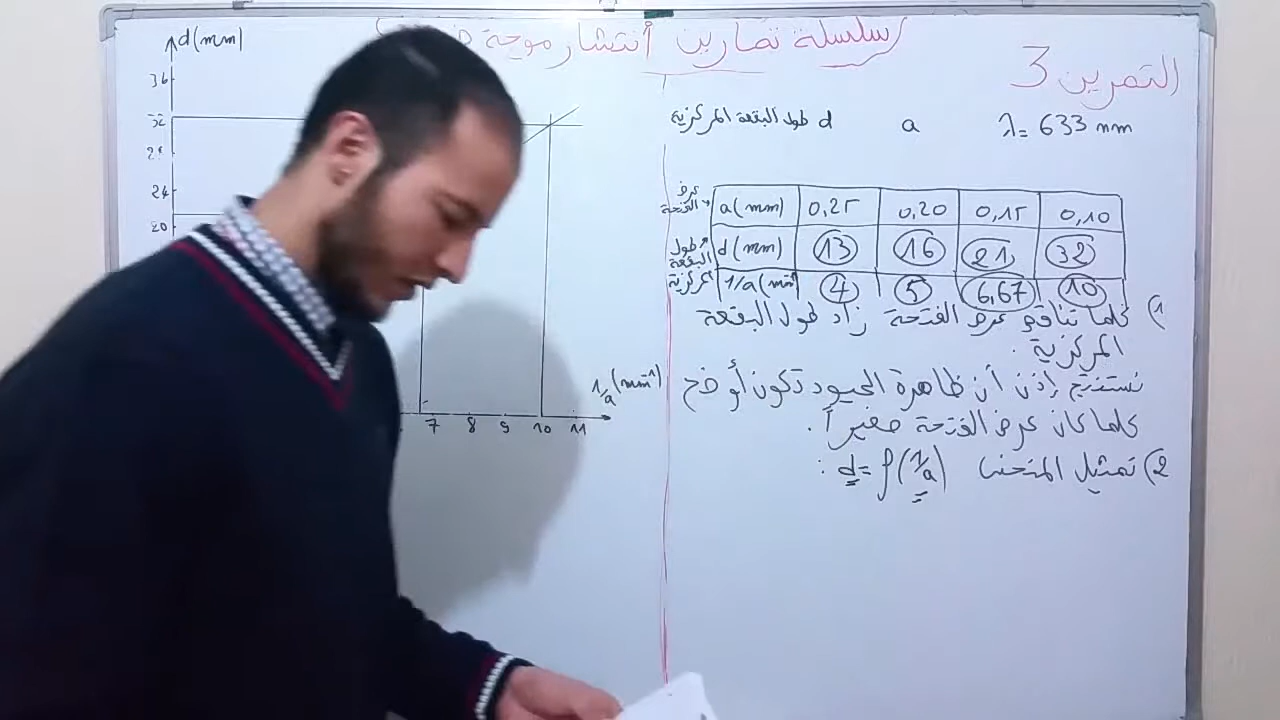 سلسلة تمارين أنتشار موجة
التمرين 3
λ = 633 nm a d طول البقعة المركزية
عرض الفتحة a(mm) 0,25 0,20 0,15 0,10
طول البقعة المركزية d(mm) 13 16 21 32
1/a(mm⁻¹) 4 5 6,67 10
1) كلما تناقص عرض الفتحة زاد طول البقعة
المركزية .
نستنتج إذن أن ظاهرة الحيود تكون أوضح
كلما كان عرض الفتحة صغيراً .
2) تمثيل المنحنى d = f(1/a) :
d(mm)
36
32
28
24
20
1/a(mm⁻¹)
7 8 9 10 11